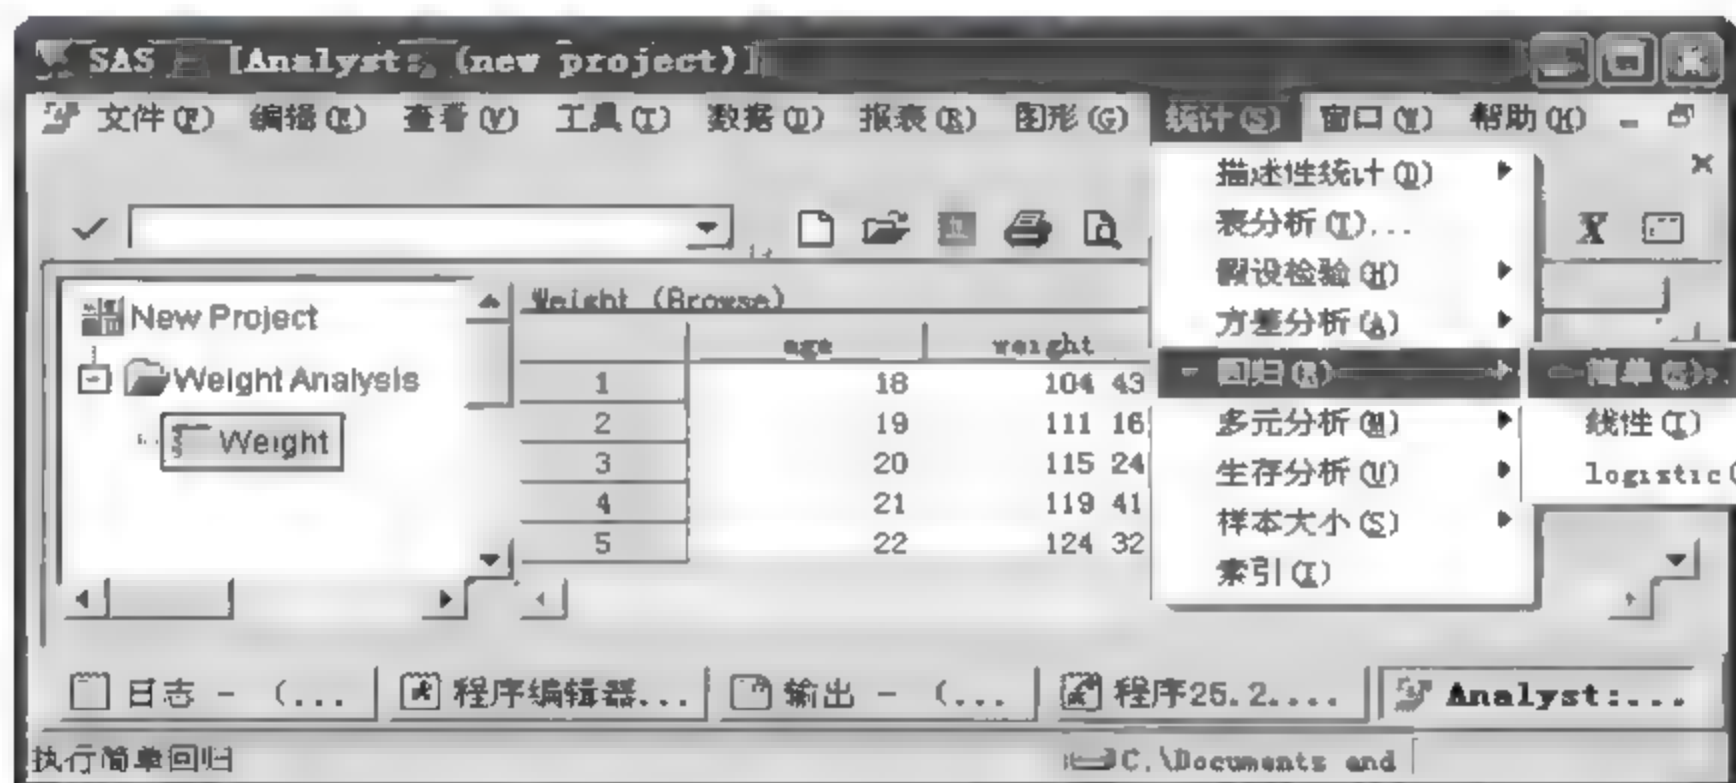 SAS - [Analyst: (new project)]
文件(F) 编辑(E) 查看(V) 工具(T) 数据(D) 报表(R) 图形(G) 统计(S) 窗口(W) 帮助(H)
描述性统计(D)
表分析(T)...
假设检验(H)
方差分析(A)
回归(R)
多元分析(M)
生存分析(V)
样本大小(S)
索引(I)
简单(S)...
线性(L)
logistic(
New Project
Weight Analysis
Weight
Weight (Browse)
age weight
1 18 104 43
2 19 111 16
3 20 115 24
4 21 119 41
5 22 124 32
日志 - (...
程序编辑器...
输出 - (...
程序25.2....
Analyst:...
执行简单回归
C:\Documents and